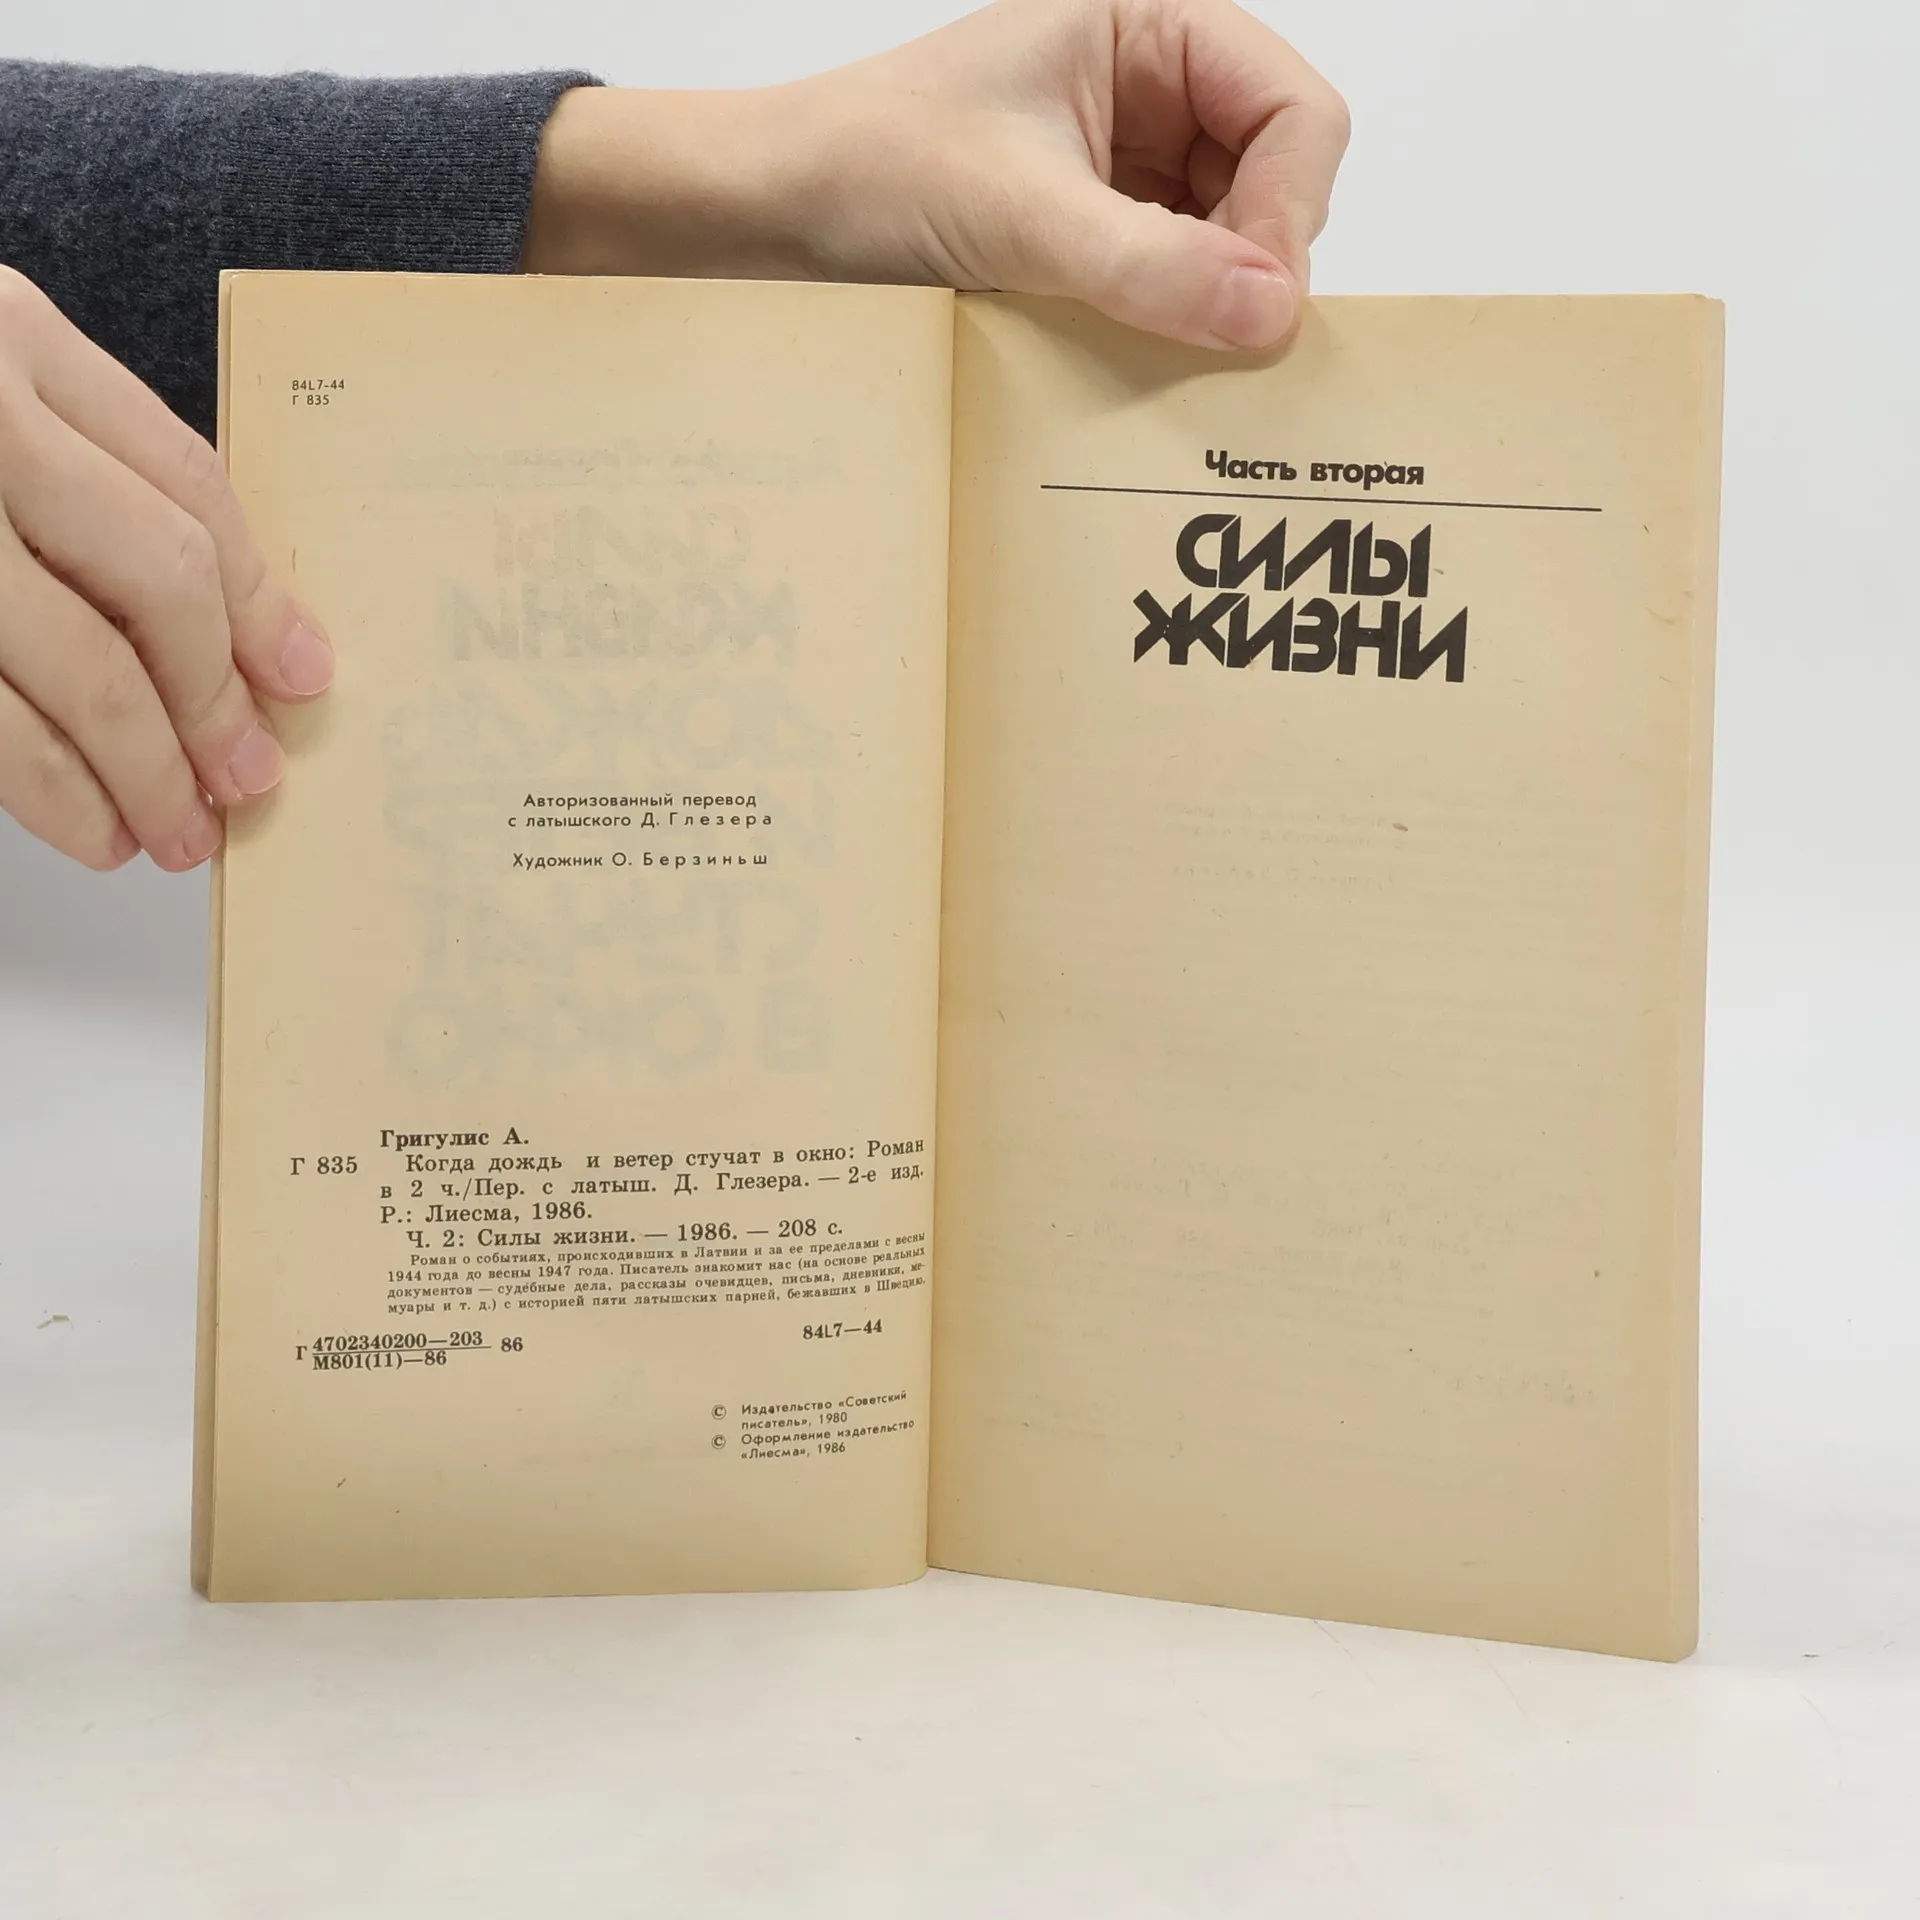 84L7-44
Г 835
Авторизованный перевод
с латышского Д. Глезера
Художник О. Берзиньш
Григулис А.
Г 835 Когда дождь и ветер стучат в окно: Роман
в 2 ч./Пер. с латыш. Д. Глезера. — 2-е изд.
Р.: Лиесма, 1986.
Ч. 2: Силы жизни. — 1986. — 208 с.
Роман о событиях, происходивших в Латвии и за ее пределами с весны
1944 года до весны 1947 года. Писатель знакомит нас (на основе реальных
документов — судебные дела, рассказы очевидцев, письма, дневники, ме-
муары и т. д.) с историей пяти латышских парней, бежавших в Швецию.
Г 4702340200—203 86 84L7—44
М801(11)—86
© Издательство «Советский
писатель», 1980
© Оформление издательство
«Лиесма», 1986
Часть вторая
СИЛЫ
ЖИЗНИ